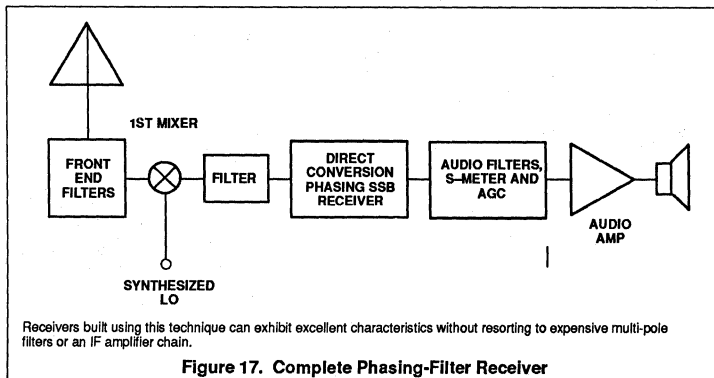 1ST MIXER
FRONT
END
FILTERS
FILTER
DIRECT
CONVERSION
PHASING SSB
RECEIVER
AUDIO FILTERS,
S–METER AND
AGC
AUDIO
AMP
SYNTHESIZED
LO
Receivers built using this technique can exhibit excellent characteristics without resorting to expensive multi-pole
filters or an IF amplifier chain.
Figure 17. Complete Phasing-Filter Receiver